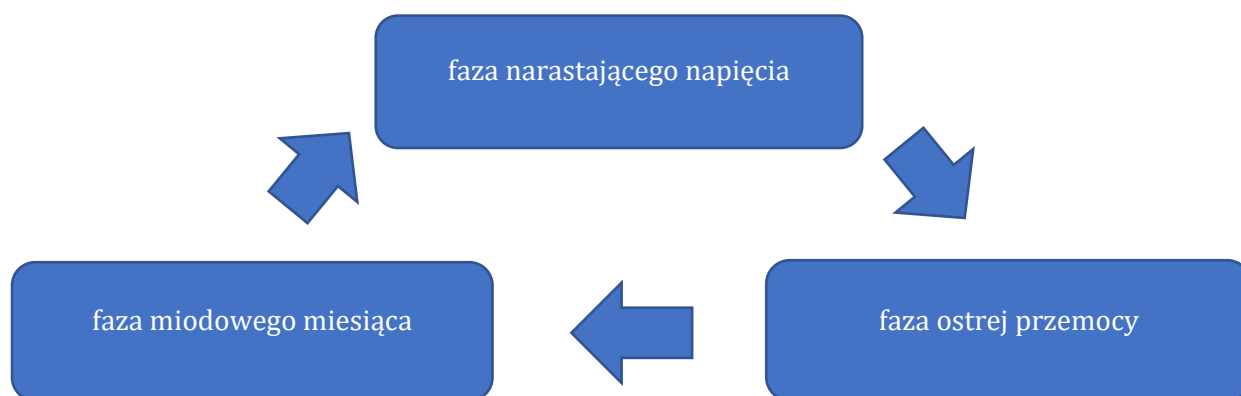 faza narastającego napięcia
faza miodowego miesiąca
faza ostrej przemocy